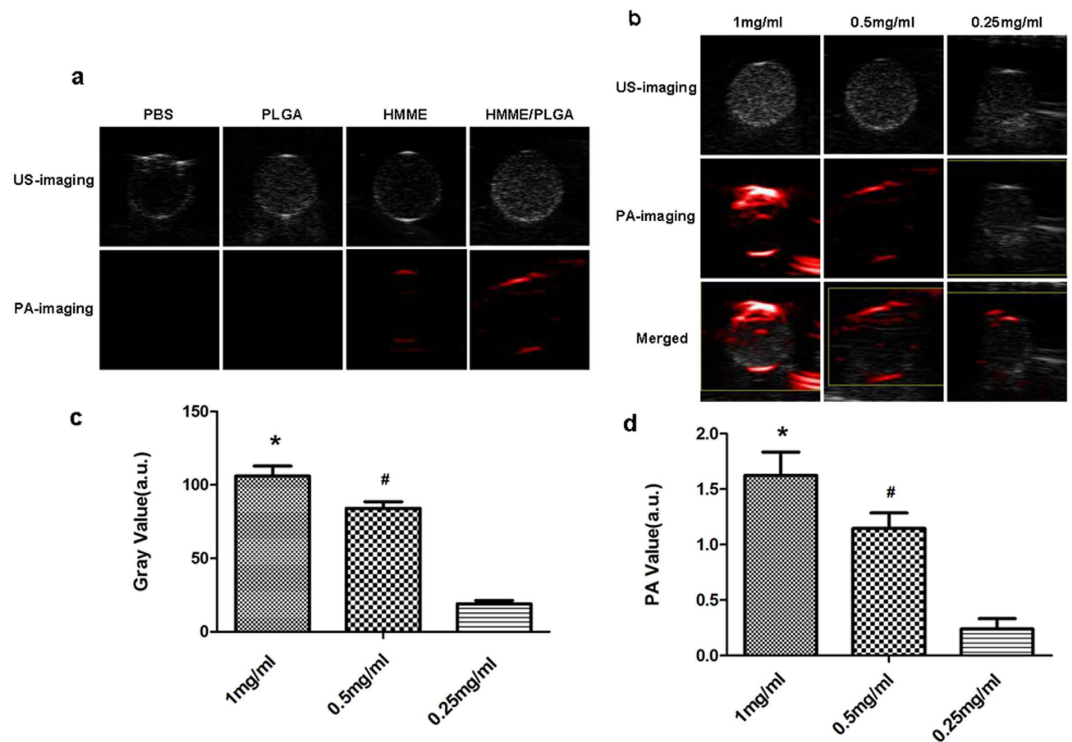 a
PBS PLGA HMME HMME/PLGA
US-imaging
PA-imaging
b
1mg/ml 0.5mg/ml 0.25mg/ml
US-imaging
PA-imaging
Merged
c
Gray Value(a.u.)
150
100
50
0
*
#
1mg/ml 0.5mg/ml 0.25mg/ml
d
PA Value(a.u.)
2.0
1.5
1.0
0.5
0.0
*
#
1mg/ml 0.5mg/ml 0.25mg/ml